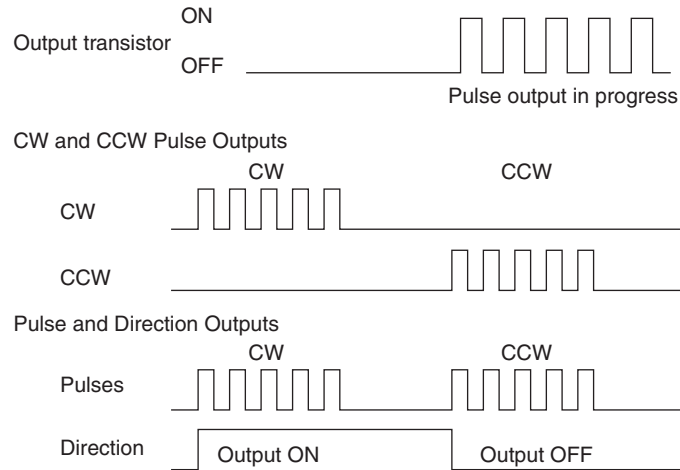 ON
Output transistor
OFF
Pulse output in progress
CW and CCW Pulse Outputs
CW CCW
CW
CCW
Pulse and Direction Outputs
CW CCW
Pulses
Direction Output ON Output OFF